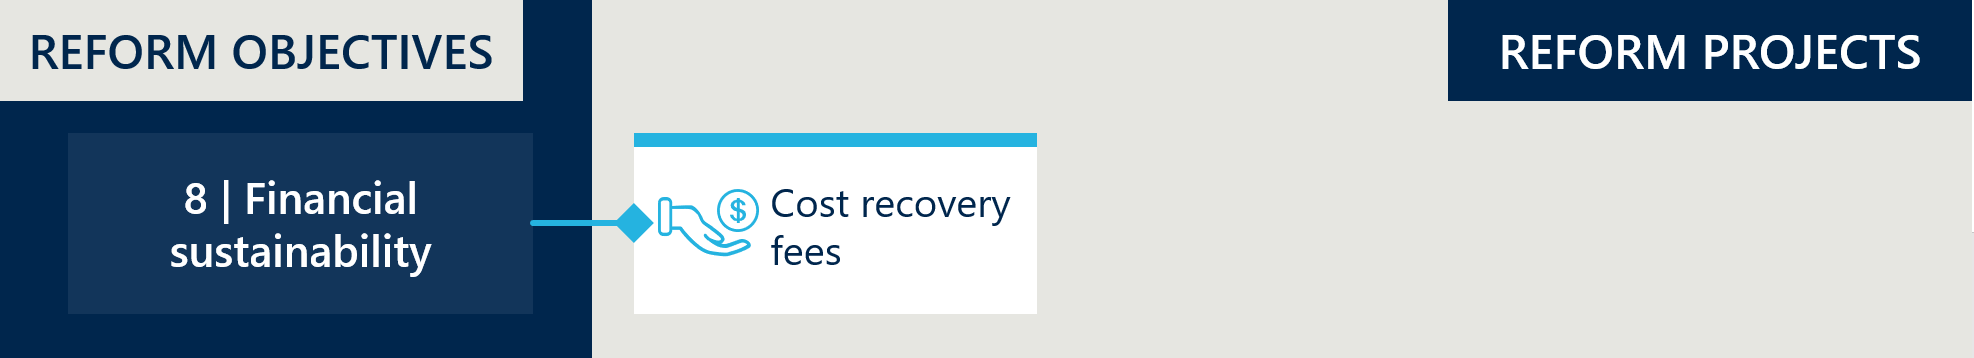 REFORM OBJECTIVES
REFORM PROJECTS
8 | Financial
sustainability
$
Cost recovery
fees